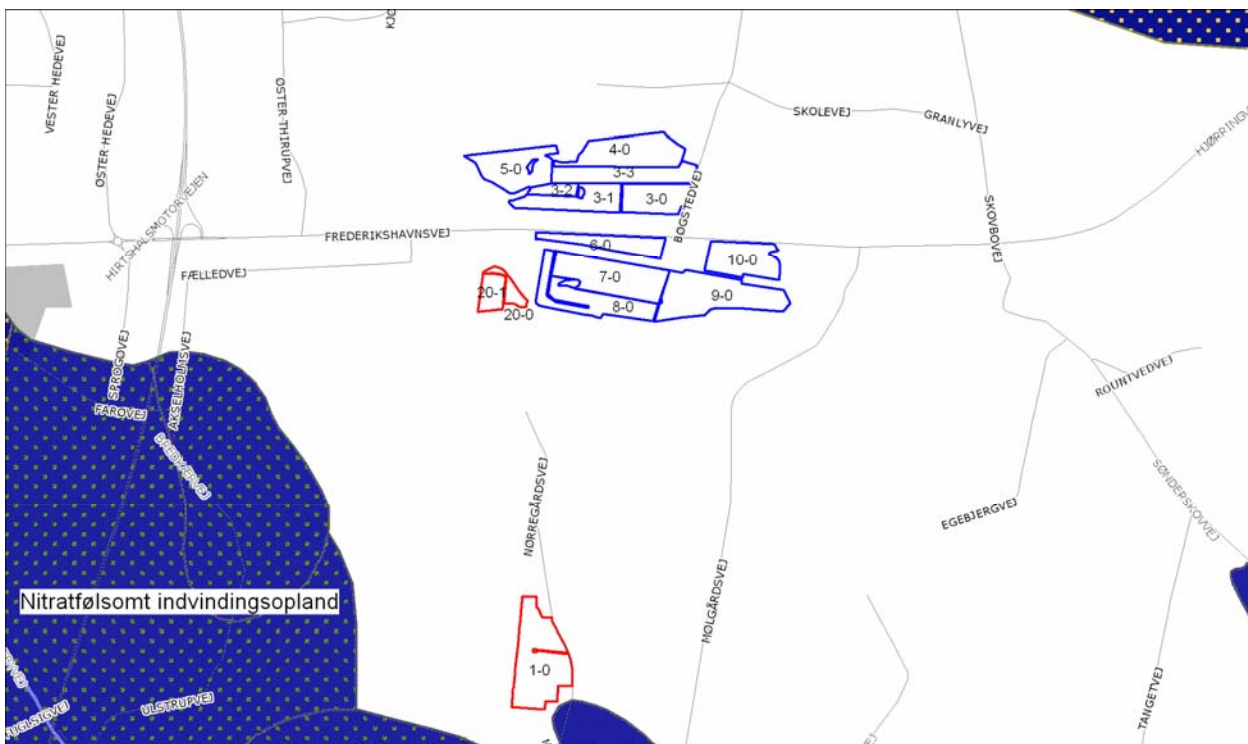 VESTER HEDEVEJ
ØSTER HEDEVEJ
ØSTER-THIRUPVEJ
HIRTSHALSMOTORVEJEN
FREDERIKSHAVNSVEJ
FÆLLEDVEJ
SKOLEVEJ
GRANLYVEJ
SKOVBOVEJ
BOGSTEDVEJ
4-0
5-0
3-3
3-2
3-1
3-0
6-0
10-0
7-0
20-1
9-0
8-0
20-0
SPROGØVEJ
AKSELHOLMSVEJ
FARØVEJ
BREDKÆRVEJ
ROUNTVEDVEJ
SØNDERSKOVVEJ
EGEBJERGVEJ
NØRREGÅRDSVEJ
MØLGÅRDSVEJ
Nitratfølsomt indvindingsopland
1-0
ULSTRUPVEJ
TANGETVEJ